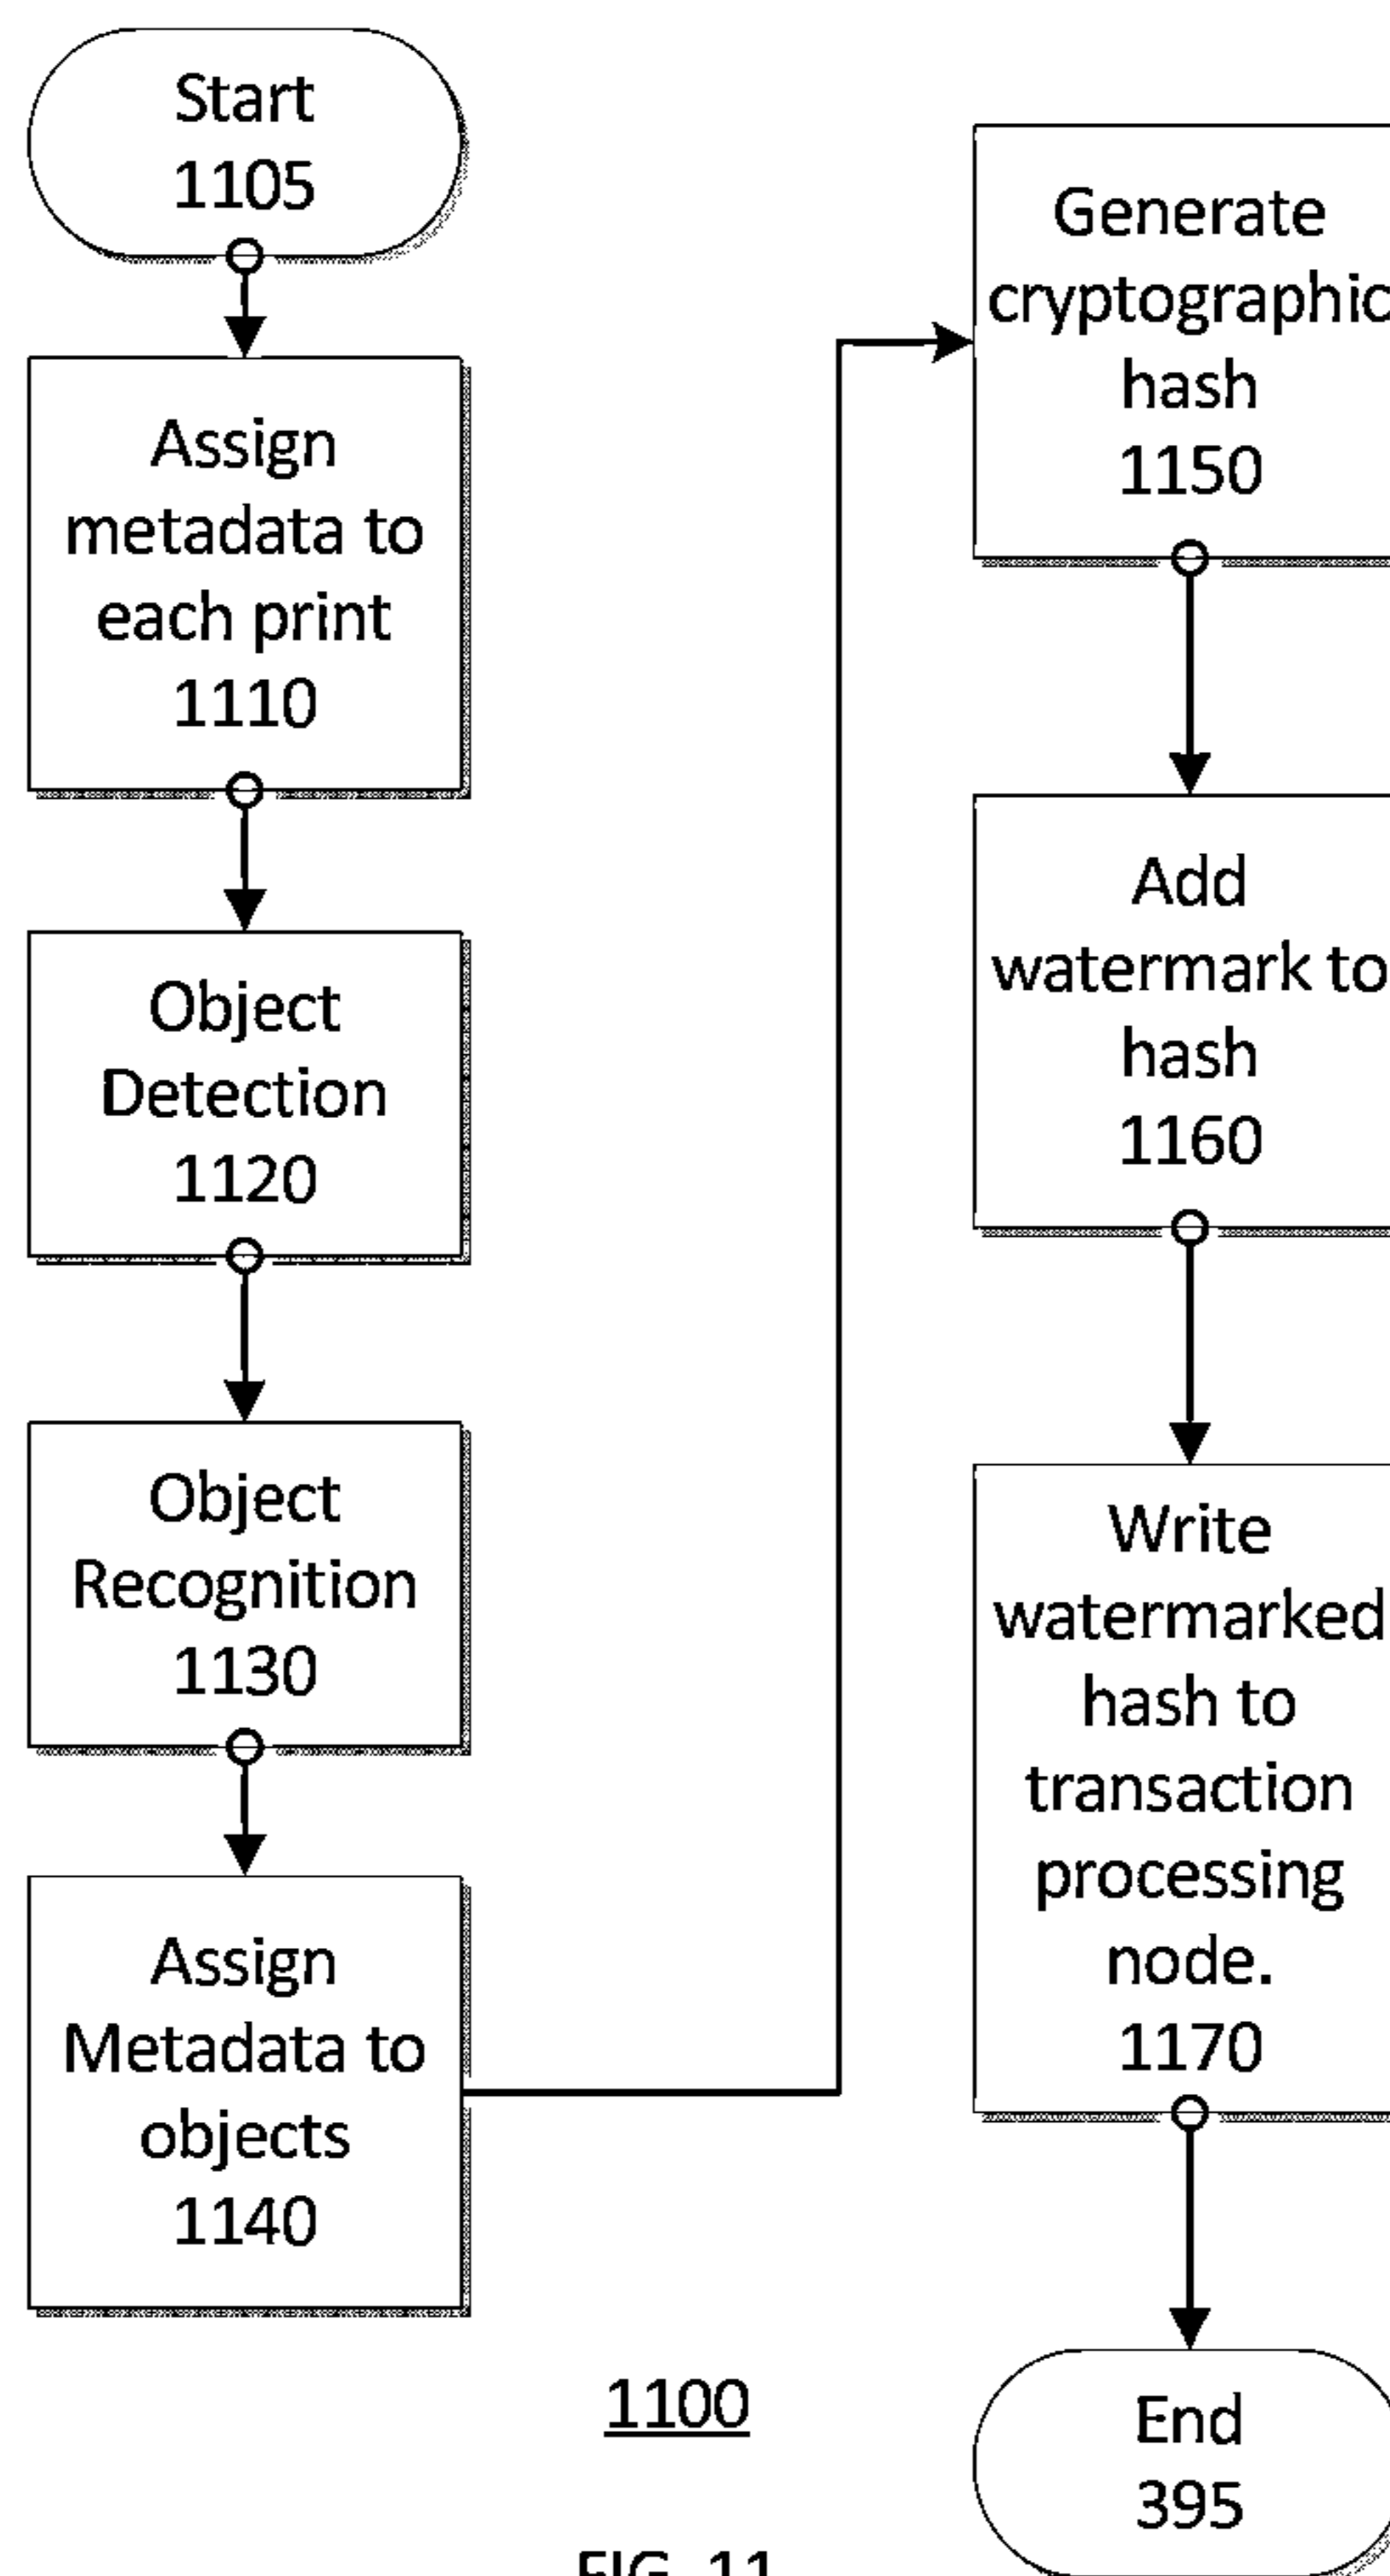 Start
1105
Assign
metadata to
each print
1110
Object
Detection
1120
Object
Recognition
1130
Assign
Metadata to
objects
1140
Generate
cryptographic
hash
1150
Add
watermark to
hash
1160
Write
watermarked
hash to
transaction
processing
node.
1170
End
395
1100
FIG. 11